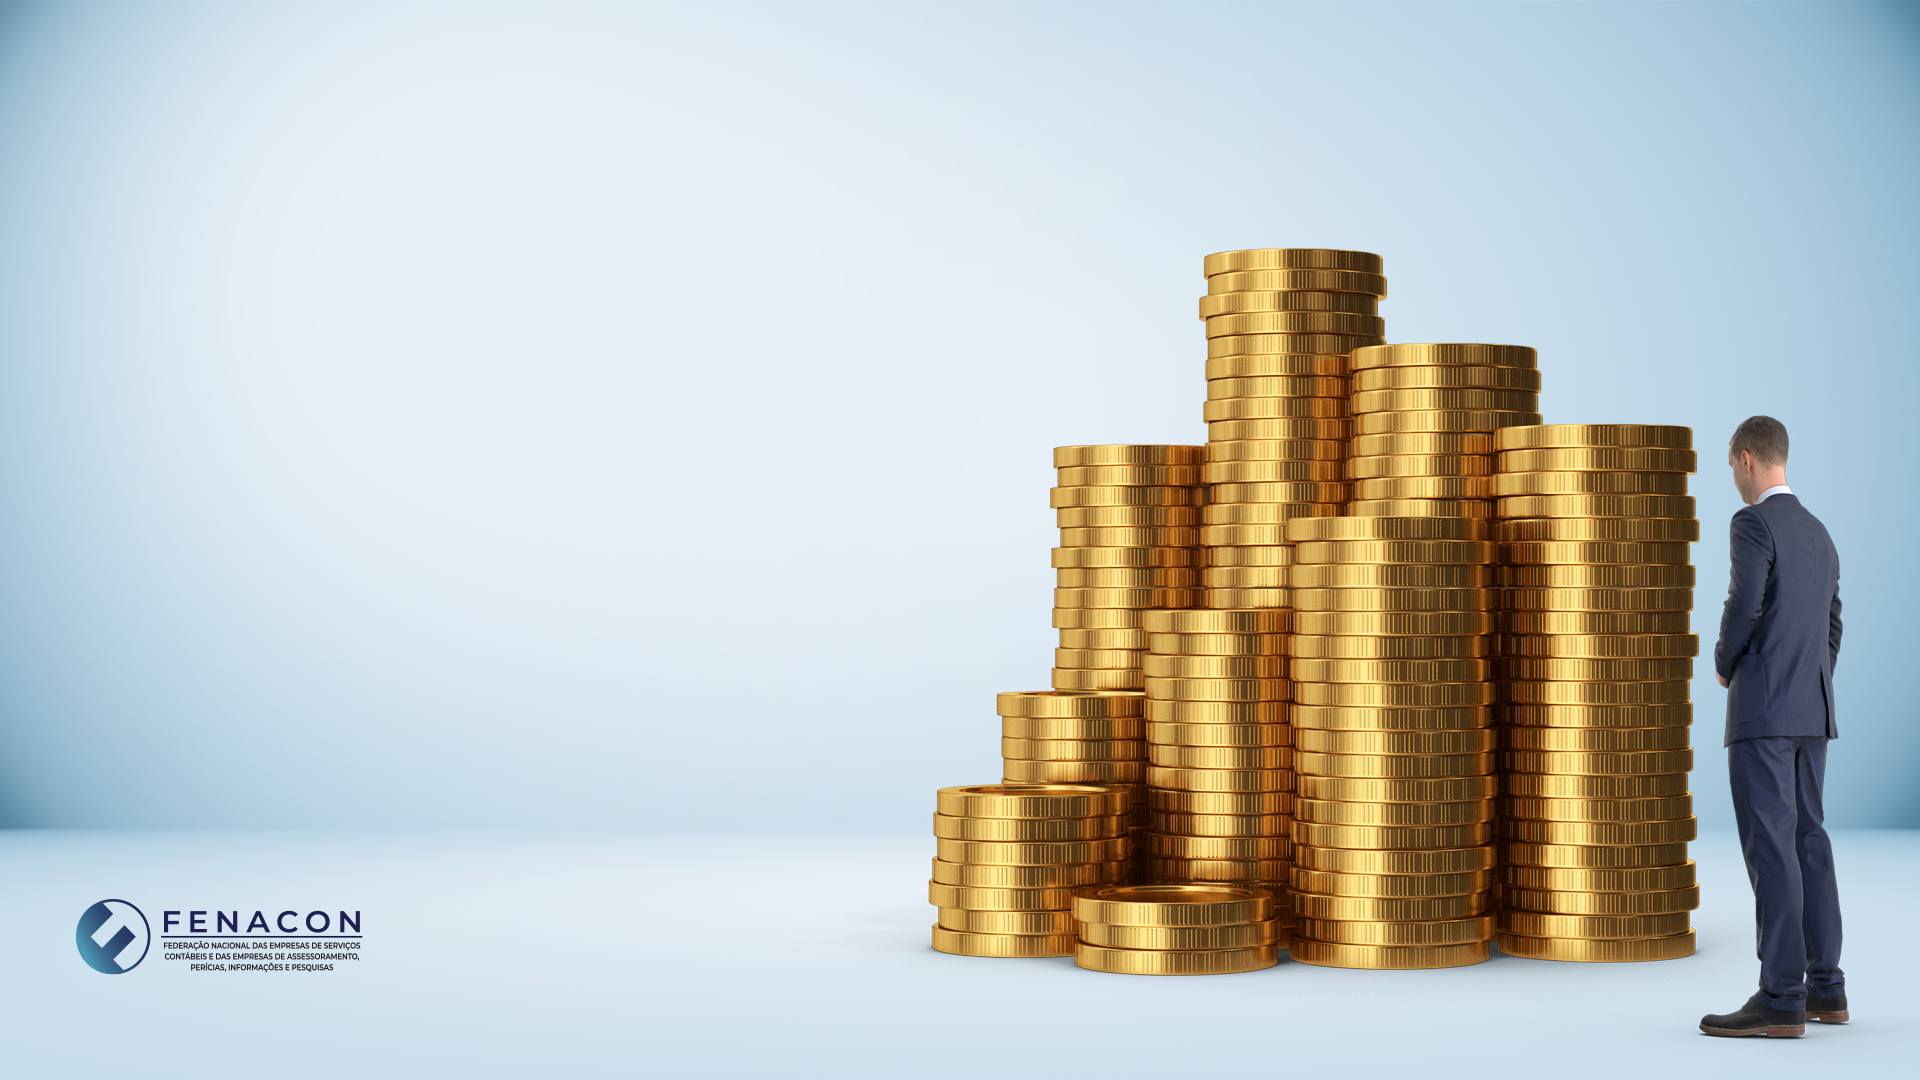 FENACON
FEDERAÇÃO NACIONAL DAS EMPRESAS DE SERVIÇOS
CONTÁBEIS E DAS EMPRESAS DE ASSESSORAMENTO,
PERÍCIAS, INFORMAÇÕES E PESQUISAS